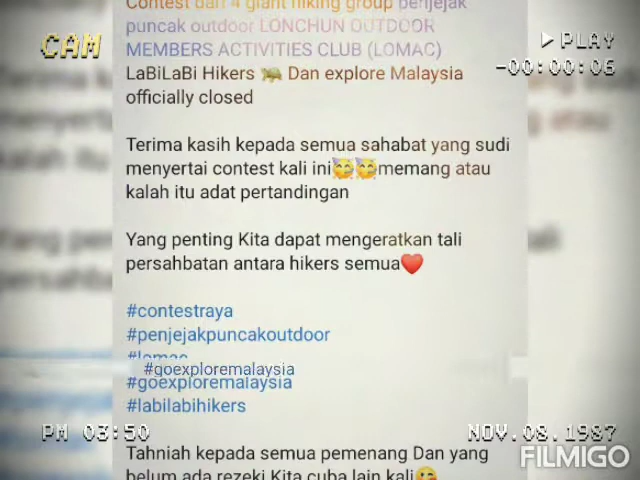 Contest dari 4 giant hiking group penjejak
puncak outdoor LONCHUN OUTDOOR
MEMBERS ACTIVITIES CLUB (LOMAC)
LaBiLaBi Hikers 🐢 Dan explore Malaysia
officially closed
Terima kasih kepada semua sahabat yang sudi
menyertai contest kali ini🥳🥳memang atau
kalah itu adat pertandingan
Yang penting Kita dapat mengeratkan tali
persahbatan antara hikers semua❤️
#contestraya
#penjejakpuncakoutdoor
#lomac
#goexploremalaysia
#goexploremalaysia
#labilabihikers
Tahniah kepada semua pemenang Dan yang
belum ada rezeki Kita cuba lain kali😘
CAM
PLAY
-00:00:06
PM 03:50
NOV.08.1987
FILMIGO